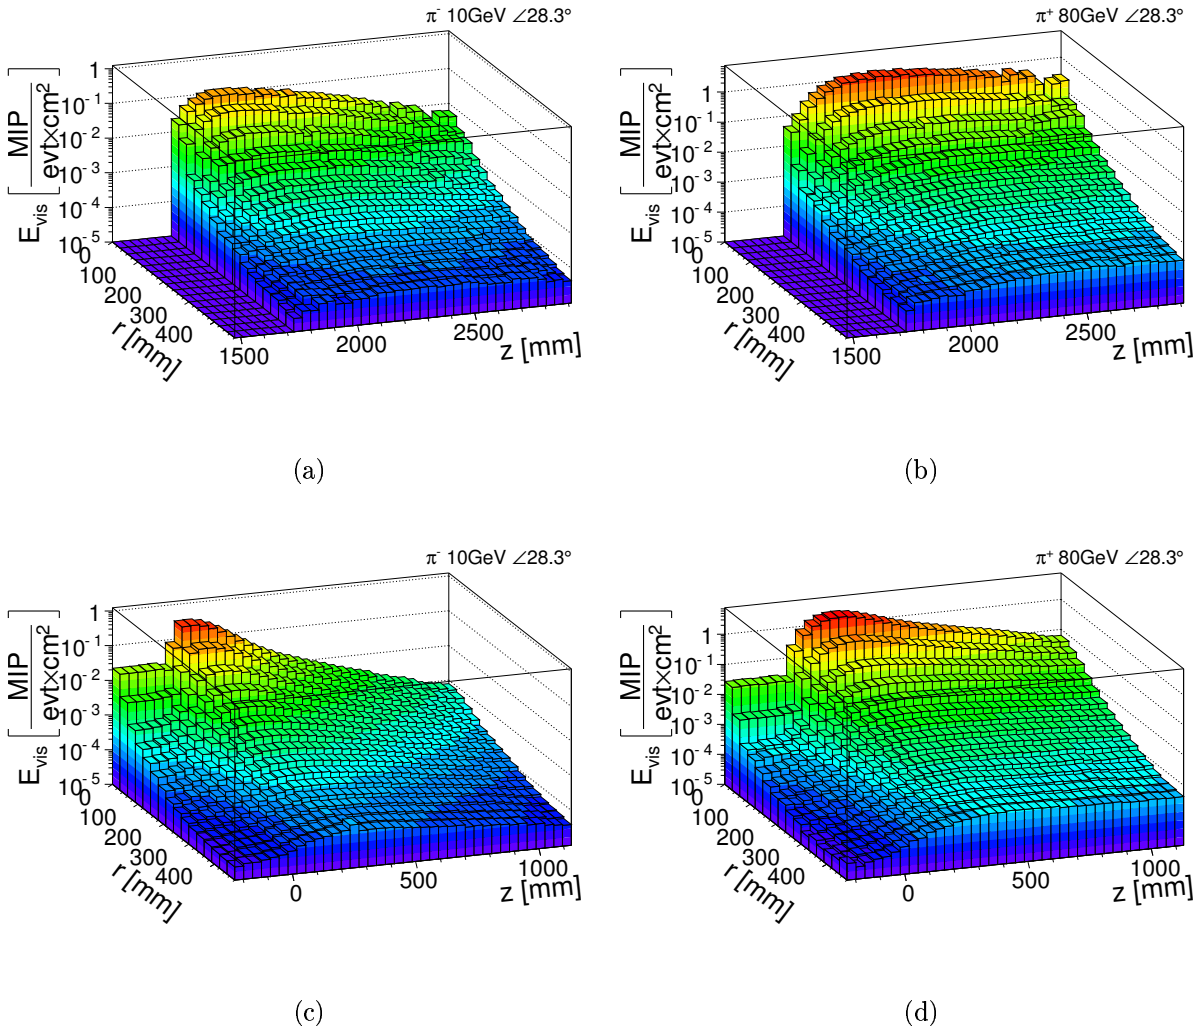 π- 10GeV ∠28.3°
E_vis [MIP / evt×cm²]
1
10⁻¹
10⁻²
10⁻³
10⁻⁴
10⁻⁵
0
100
200
300
400
r [mm]
1500
2000
2500
z [mm]
(a)
π+ 80GeV ∠28.3°
E_vis [MIP / evt×cm²]
1
10⁻¹
10⁻²
10⁻³
10⁻⁴
10⁻⁵
0
100
200
300
400
r [mm]
1500
2000
2500
z [mm]
(b)
π- 10GeV ∠28.3°
E_vis [MIP / evt×cm²]
1
10⁻¹
10⁻²
10⁻³
10⁻⁴
10⁻⁵
0
100
200
300
400
r [mm]
0
500
1000
z [mm]
(c)
π+ 80GeV ∠28.3°
E_vis [MIP / evt×cm²]
1
10⁻¹
10⁻²
10⁻³
10⁻⁴
10⁻⁵
0
100
200
300
400
r [mm]
0
500
1000
z [mm]
(d)